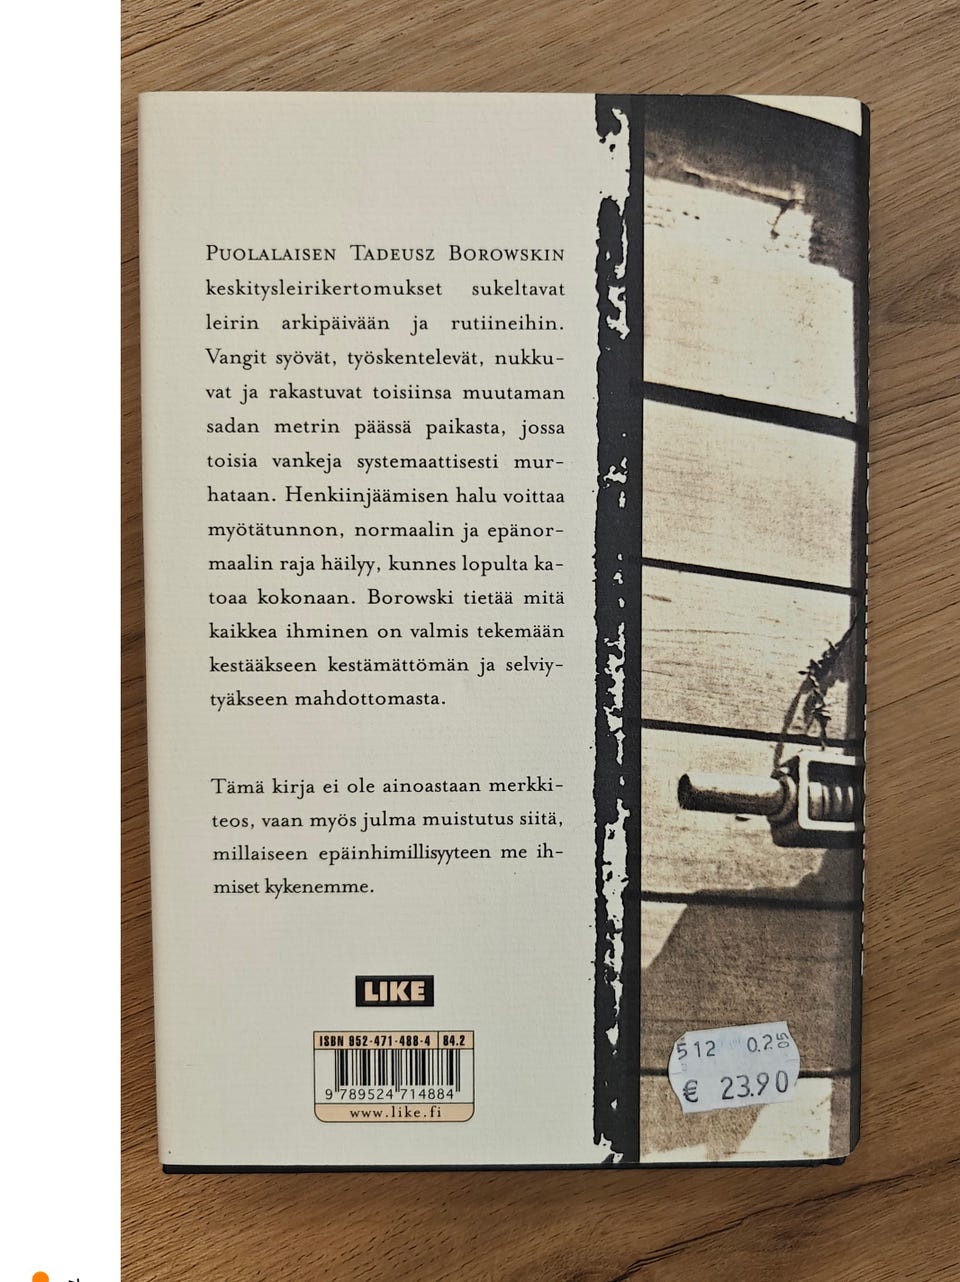 PUOLALAISEN TADEUSZ BOROWSKIN
keskitysleirikertomukset sukeltavat
leirin arkipäivään ja rutiineihin.
Vangit syövät, työskentelevät, nukku-
vat ja rakastuvat toisiinsa muutaman
sadan metrin päässä paikasta, jossa
toisia vankeja systemaattisesti mur-
hataan. Henkiinjäämisen halu voittaa
myötätunnon, normaalin ja epänor-
maalin raja häilyy, kunnes lopulta ka-
toaa kokonaan. Borowski tietää mitä
kaikkea ihminen on valmis tekemään
kestääkseen kestämättömän ja selviy-
tyäkseen mahdottomasta.
Tämä kirja ei ole ainoastaan merkki-
teos, vaan myös julma muistutus siitä,
millaiseen epäinhimillisyyteen me ih-
miset kykenemme.
LIKE
ISBN 952-471-488-4 84.2
9 789524 714884
www.like.fi
512 02 05
€ 23.90